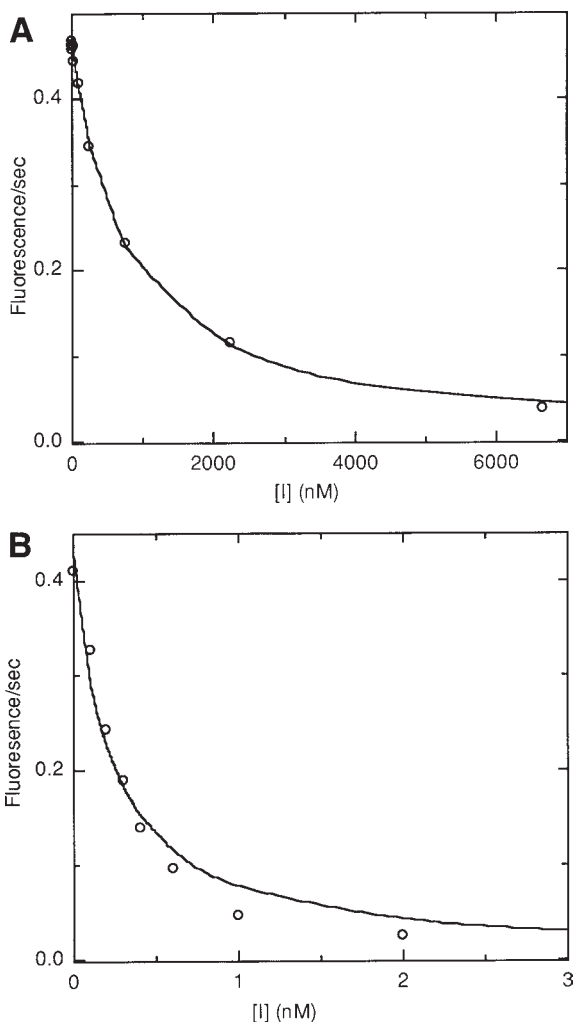 A
0.4
0.2
0.0
Fluorescence/sec
0 2000 4000 6000
[I] (nM)
B
0.4
0.2
0.0
Fluoresence/sec
0 1 2 3
[I] (nM)